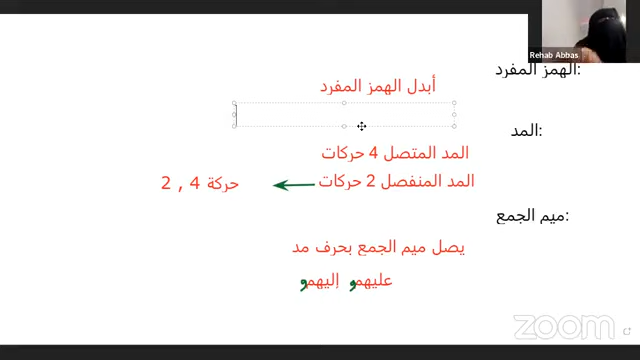 Rehab Abbas
الهمز المفرد:
أبدل الهمز المفرد
المد:
المد المتصل 4 حركات
المد المنفصل 2 حركات
حركة 4 , 2
ميم الجمع:
يصل ميم الجمع بحرف مد
عليهمو إليهمو
zoom